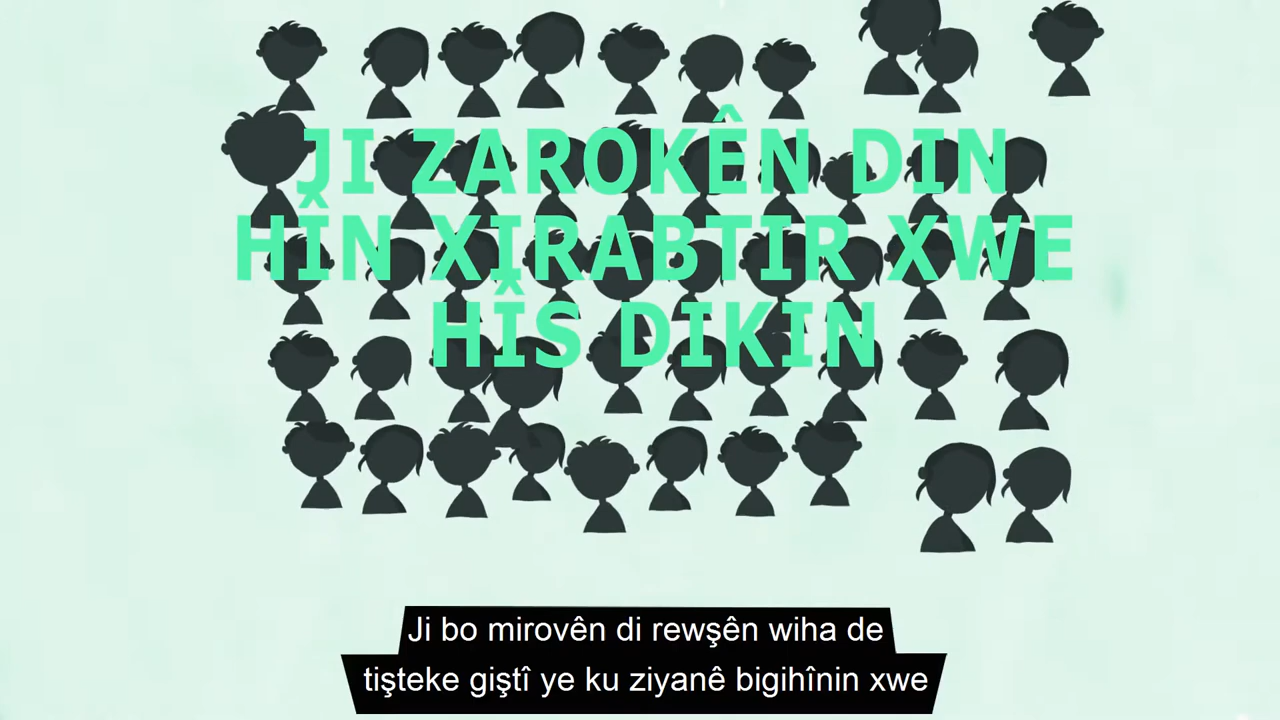 JI ZAROKÊN DIN
HÎN XIRABTIR XWE
HÎS DIKIN
Ji bo mirovên di rewşên wiha de
tişteke giştî ye ku ziyanê bigihînin xwe